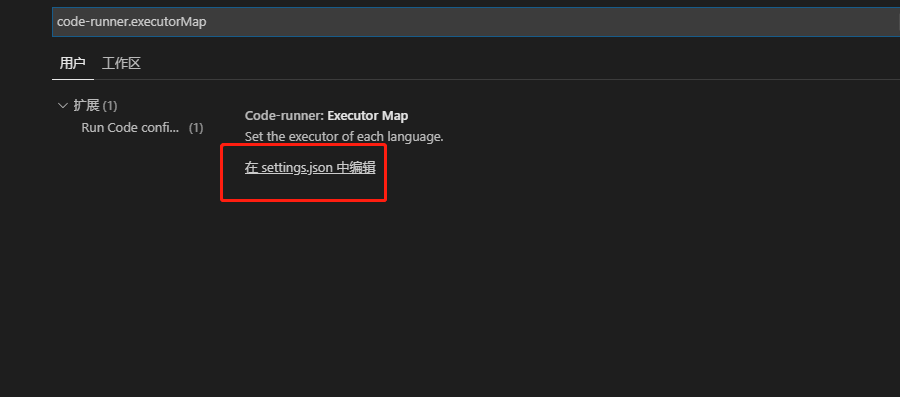 code-runner.executorMap
用户 工作区
扩展 (1)
Run Code confi... (1)
Code-runner: Executor Map
Set the executor of each language.
在 settings.json 中编辑